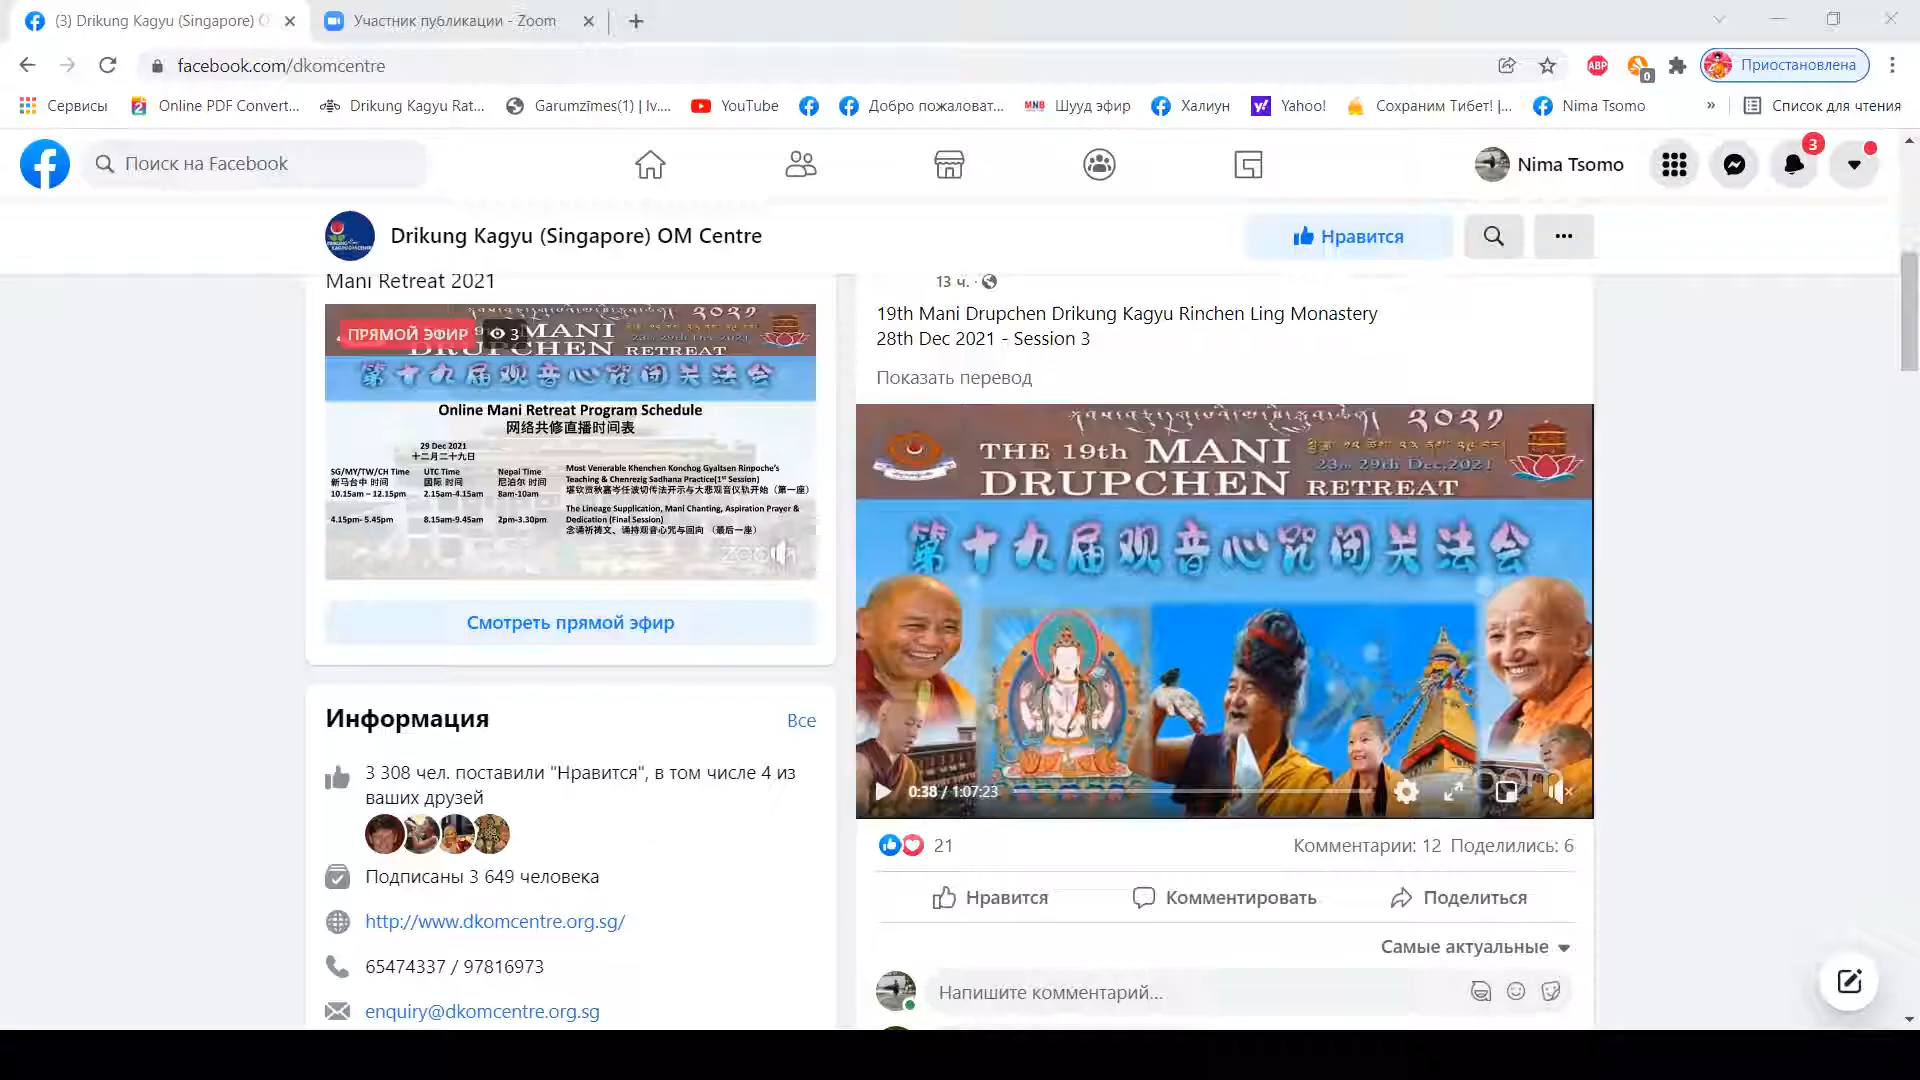 (3) Drikung Kagyu (Singapore) O
Участник публикации - Zoom
facebook.com/dkomcentre
ABP
0
Приостановлена
Сервисы
Online PDF Convert...
Drikung Kagyu Rat...
Garumzīmes(1) | Iv....
YouTube
Добро пожаловат...
MNB
Шууд эфир
Халиун
Yahoo!
Сохраним Тибет! |...
Nima Tsomo
»
Список для чтения
Поиск на Facebook
Nima Tsomo
3
Drikung Kagyu (Singapore) OM Centre
Нравится
Mani Retreat 2021
ПРЯМОЙ ЭФИР
3
MANI
DRUPCHEN RETREAT
第十九届观音心咒闭关法会
Online Mani Retreat Program Schedule
网络共修直播时间表
29 Dec 2021
十二月二十九日
SG/MY/TW/CH Time
新马台中 时间
10.15am – 12.15pm
UTC Time
国际 时间
2.15am-4.15am
Nepal Time
尼泊尔 时间
8am-10am
Most Venerable Khenchen Konchog Gyaltsen Rinpoche's
Teaching & Chenrezig Sadhana Practice(1st Session)
堪钦贡秋嘉岑任波切传法开示与大悲观音仪轨开始（第一座）
4.15pm- 5.45pm
8.15am-9.45am
2pm-3.30pm
The Lineage Supplication, Mani Chanting, Aspiration Prayer &
Dedication (Final Session)
念诵祈祷文、诵持观音心咒与回向 （最后一座）
zoom
Смотреть прямой эфир
Информация
Все
3 308 чел. поставили "Нравится", в том числе 4 из
ваших друзей
Подписаны 3 649 человека
http://www.dkomcentre.org.sg/
65474337 / 97816973
enquiry@dkomcentre.org.sg
13 ч. ·
19th Mani Drupchen Drikung Kagyu Rinchen Ling Monastery
28th Dec 2021 - Session 3
Показать перевод
༢༠༢༡
THE 19th MANI
DRUPCHEN RETREAT
23rd 29th Dec,2021
第十九届观音心咒闭关法会
zoom
0:38 / 1:07:23
21
Комментарии: 12 Поделились: 6
Нравится
Комментировать
Поделиться
Самые актуальные
Напишите комментарий...